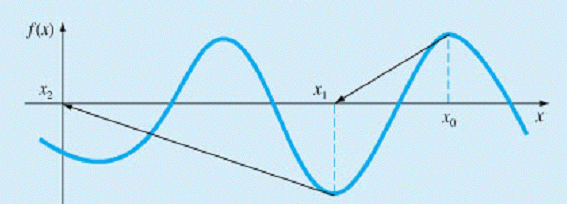 f(x)
x₂
x₁
x₀
x